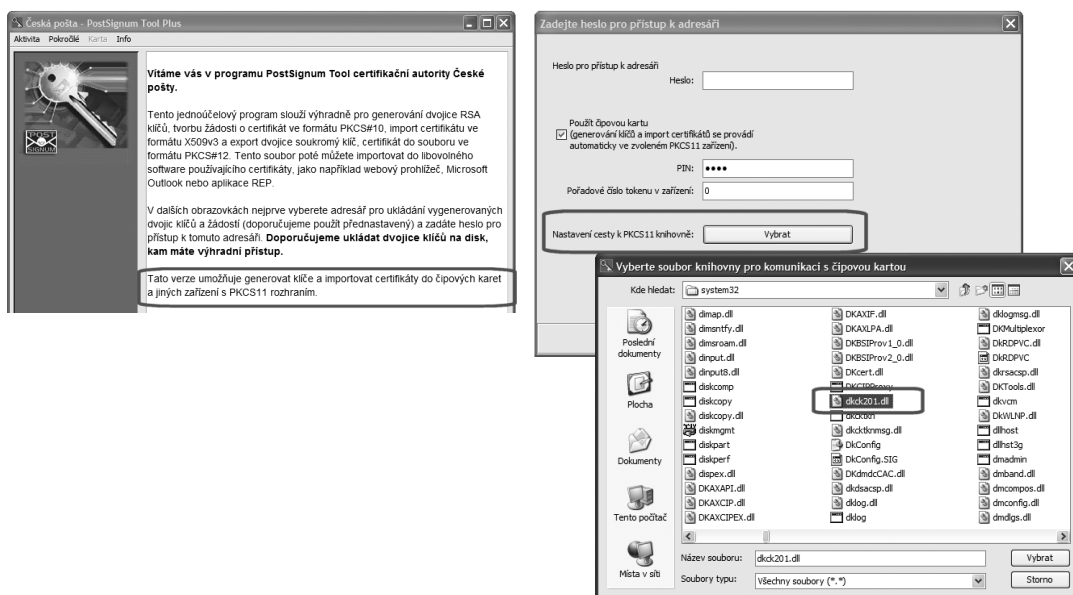 Česká pošta - PostSignum Tool Plus
Aktivita Pokročilé Karta Info
POST
SIGNUM
Vítáme vás v programu PostSignum Tool certifikační autority České
pošty.
Tento jednoúčelový program slouží výhradně pro generování dvojice RSA
klíčů, tvorbu žádosti o certifikát ve formátu PKCS#10, import certifikátu ve
formátu X509v3 a export dvojice soukromý klíč, certifikát do souboru ve
formátu PKCS#12. Tento soubor poté můžete importovat do libovolného
software používajícího certifikáty, jako například webový prohlížeč, Microsoft
Outlook nebo aplikace REP.
V dalších obrazovkách nejprve vyberete adresář pro ukládání vygenerovaných
dvojic klíčů a žádostí (doporučujeme použít přednastavený) a zadáte heslo pro
přístup k tomuto adresáři. Doporučujeme ukládat dvojice klíčů na disk,
kam máte výhradní přístup.
Tato verze umožňuje generovat klíče a importovat certifikáty do čipových karet
a jiných zařízení s PKCS11 rozhraním.
Zadejte heslo pro přístup k adresáři
Heslo pro přístup k adresáři
Heslo:
Použít čipovou kartu
(generování klíčů a import certifikátů se provádí
automaticky ve zvoleném PKCS11 zařízení).
PIN:
Pořadové číslo tokenu v zařízení: 0
Nastavení cesty k PKCS11 knihovně: Vybrat
Vyberte soubor knihovny pro komunikaci s čipovou kartou
Kde hledat: system32
Poslední
dokumenty
Plocha
Dokumenty
Tento počítač
Místa v síti
dimap.dll
dimsntfy.dll
dimsroam.dll
dinput.dll
dinput8.dll
diskcomp
diskcopy
diskcopy.dll
diskmgmt
diskpart
diskperf
dispex.dll
DKAXAPI.dll
DKAXCIP.dll
DKAXCIPEX.dll
DKAXIF.dll
DKAXLPA.dll
DKBSIProv1_0.dll
DKBSIProv2_0.dll
DKcert.dll
DKCIPProxy
dkck201.dll
dkcktkn
dkcktknmsg.dll
DkConfig
DkConfig.SIG
DKdmdcCAC.dll
dkdsacsp.dll
dklog.dll
dklog
dklogmsg.dll
DKMultiplexor
DkRDPVC.dll
DkRDPVC
dkrsacsp.dll
DKTools.dll
dkvcm
DkWLNP.dll
dllhost
dllhst3g
dmadmin
dmband.dll
dmcompos.dll
dmconfig.dll
dmdlgs.dll
Název souboru: dkck201.dll Vybrat
Soubory typu: Všechny soubory (*.*) Storno